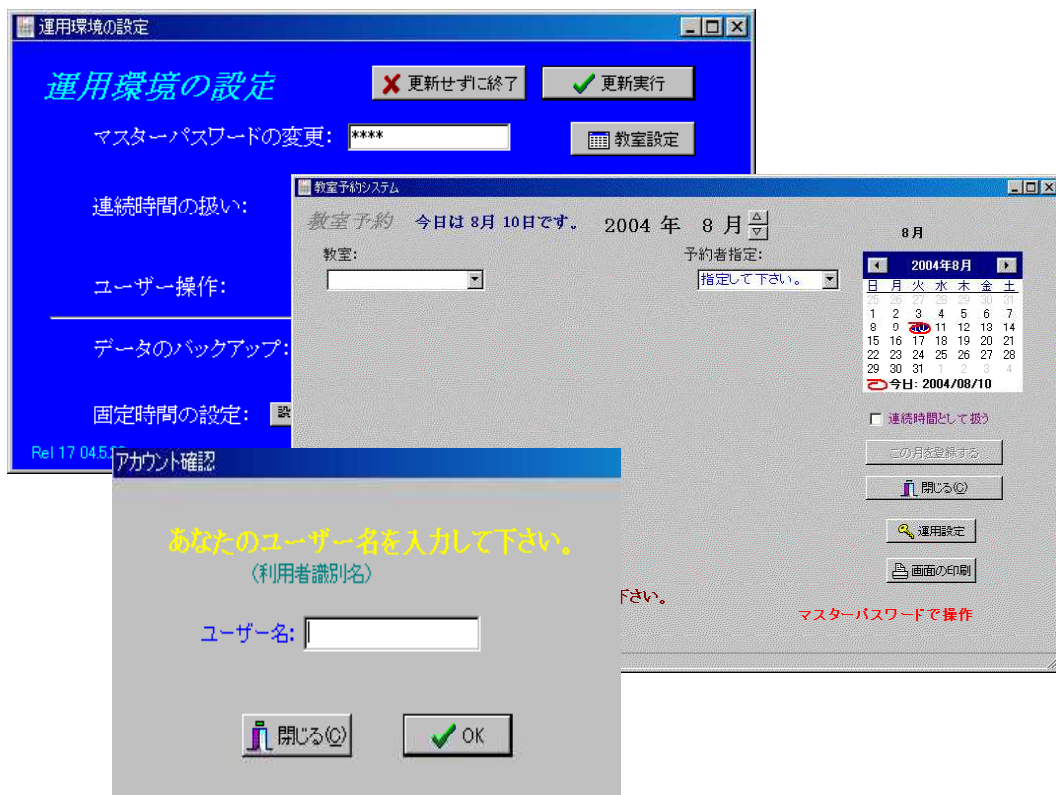 運用環境の設定
運用環境の設定
更新せずに終了
更新実行
マスターパスワードの変更: ****
教室設定
連続時間の扱い:
ユーザー操作:
データのバックアップ:
固定時間の設定:
Rel 17 04.5.
教室予約システム
教室予約 今日は 8月 10日です。 2004 年 8 月
教室:
予約者指定:
指定して下さい。
8月
2004年8月
日 月 火 水 木 金 土
25 26 27 28 29 30 31
1 2 3 4 5 6 7
8 9 10 11 12 13 14
15 16 17 18 19 20 21
22 23 24 25 26 27 28
29 30 31 1 2 3 4
今日: 2004/08/10
連続時間として扱う
この月を登録する
閉じる(C)
運用設定
画面の印刷
下さい。
マスターパスワードで操作
アカウント確認
あなたのユーザー名を入力して下さい。
(利用者識別名)
ユーザー名:
閉じる(C)
OK